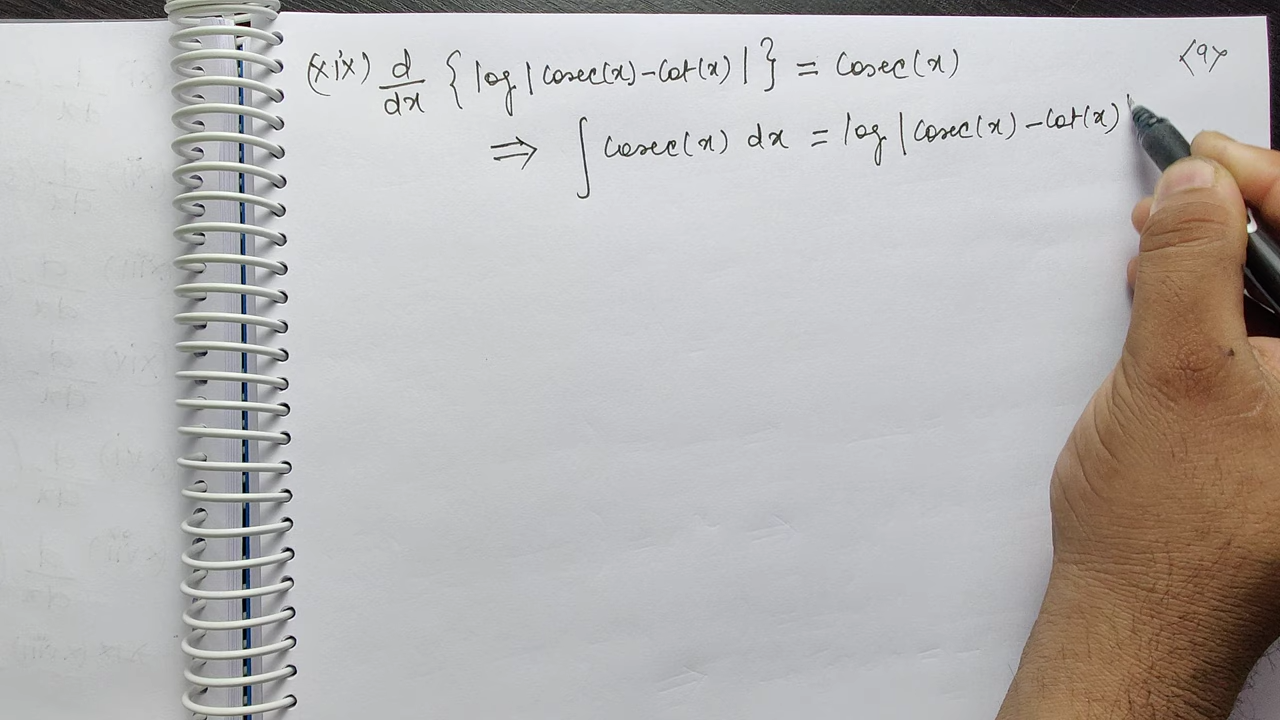 (xix) d/dx { log | cosec(x) - cot(x) | } = cosec(x)
⇒ ∫ cosec(x) dx = log | cosec(x) - cot(x) |